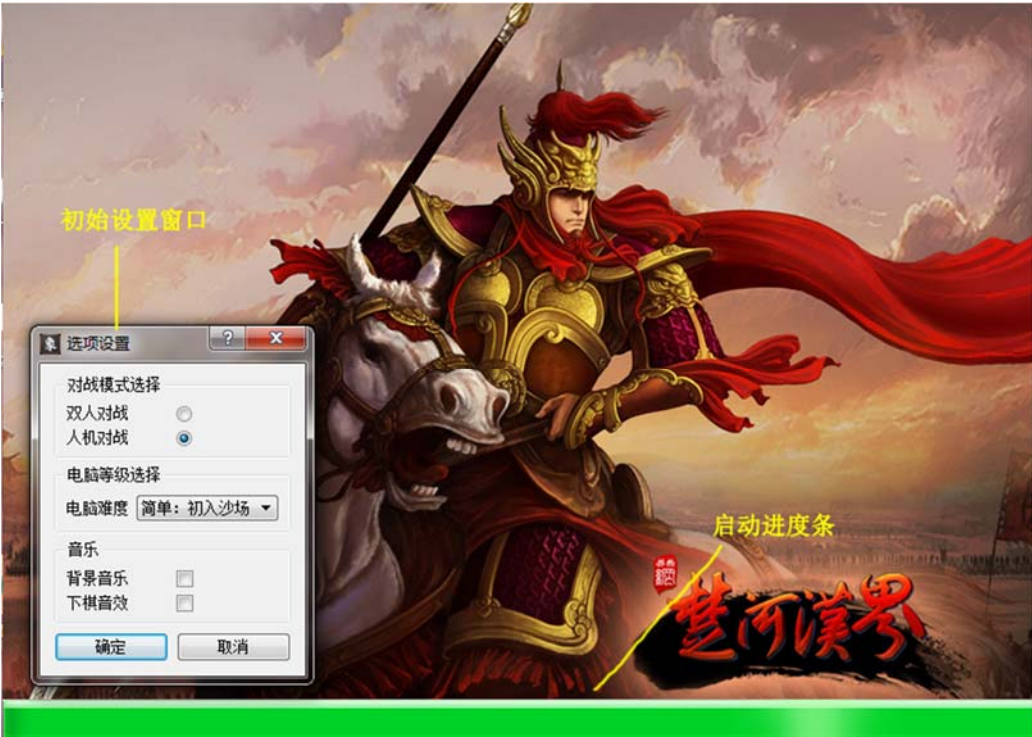 初始设置窗口
选项设置
?
X
对战模式选择
双人对战
人机对战
电脑等级选择
电脑难度 简单：初入沙场
音乐
背景音乐
下棋音效
确定 取消
启动进度条
楚河漢界